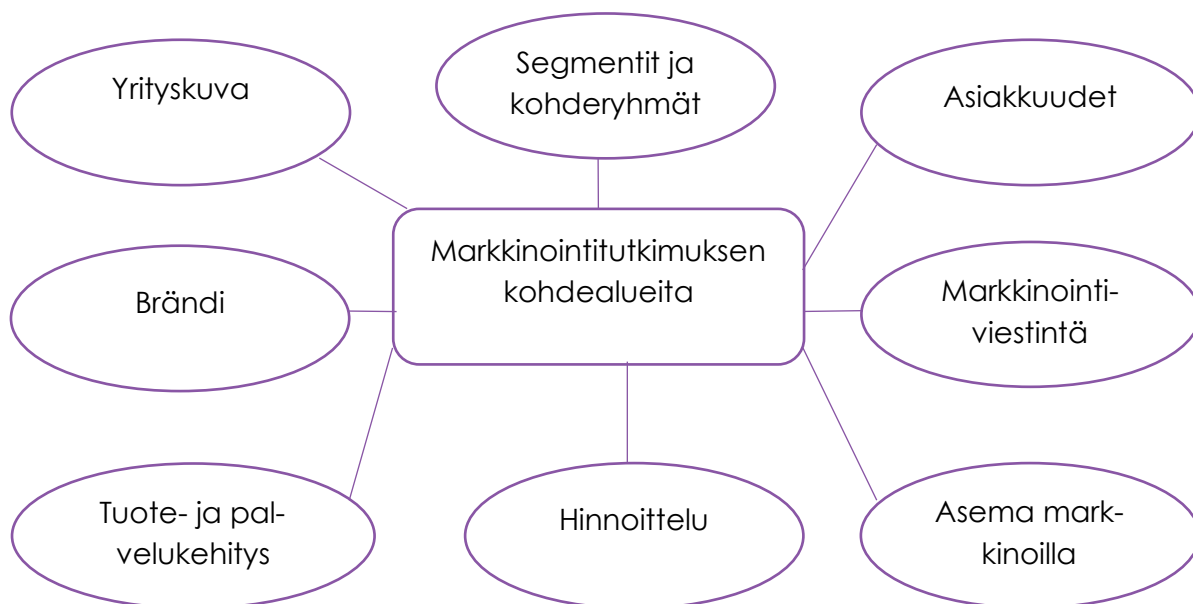 Yrityskuva
Segmentit ja
kohderyhmät
Asiakkuudet
Markkinointitutkimuksen
kohdealueita
Brändi
Markkinointi-
viestintä
Tuote- ja pal-
velukehitys
Hinnoittelu
Asema mark-
kinoilla